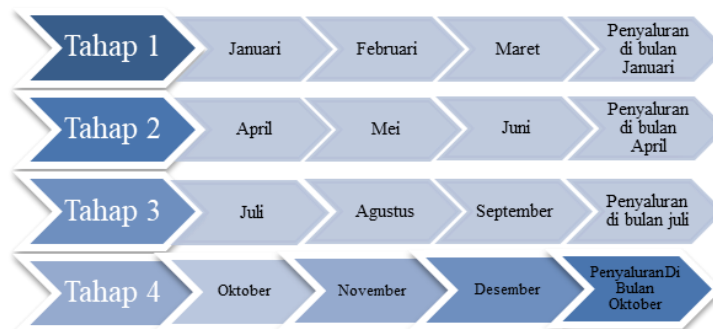 Tahap 1
Januari
Februari
Maret
Penyaluran
di bulan
Januari
Tahap 2
April
Mei
Juni
Penyaluran
di bulan
April
Tahap 3
Juli
Agustus
September
Penyaluran
di bulan juli
Tahap 4
Oktober
November
Desember
PenyaluranDi
Bulan
Oktober